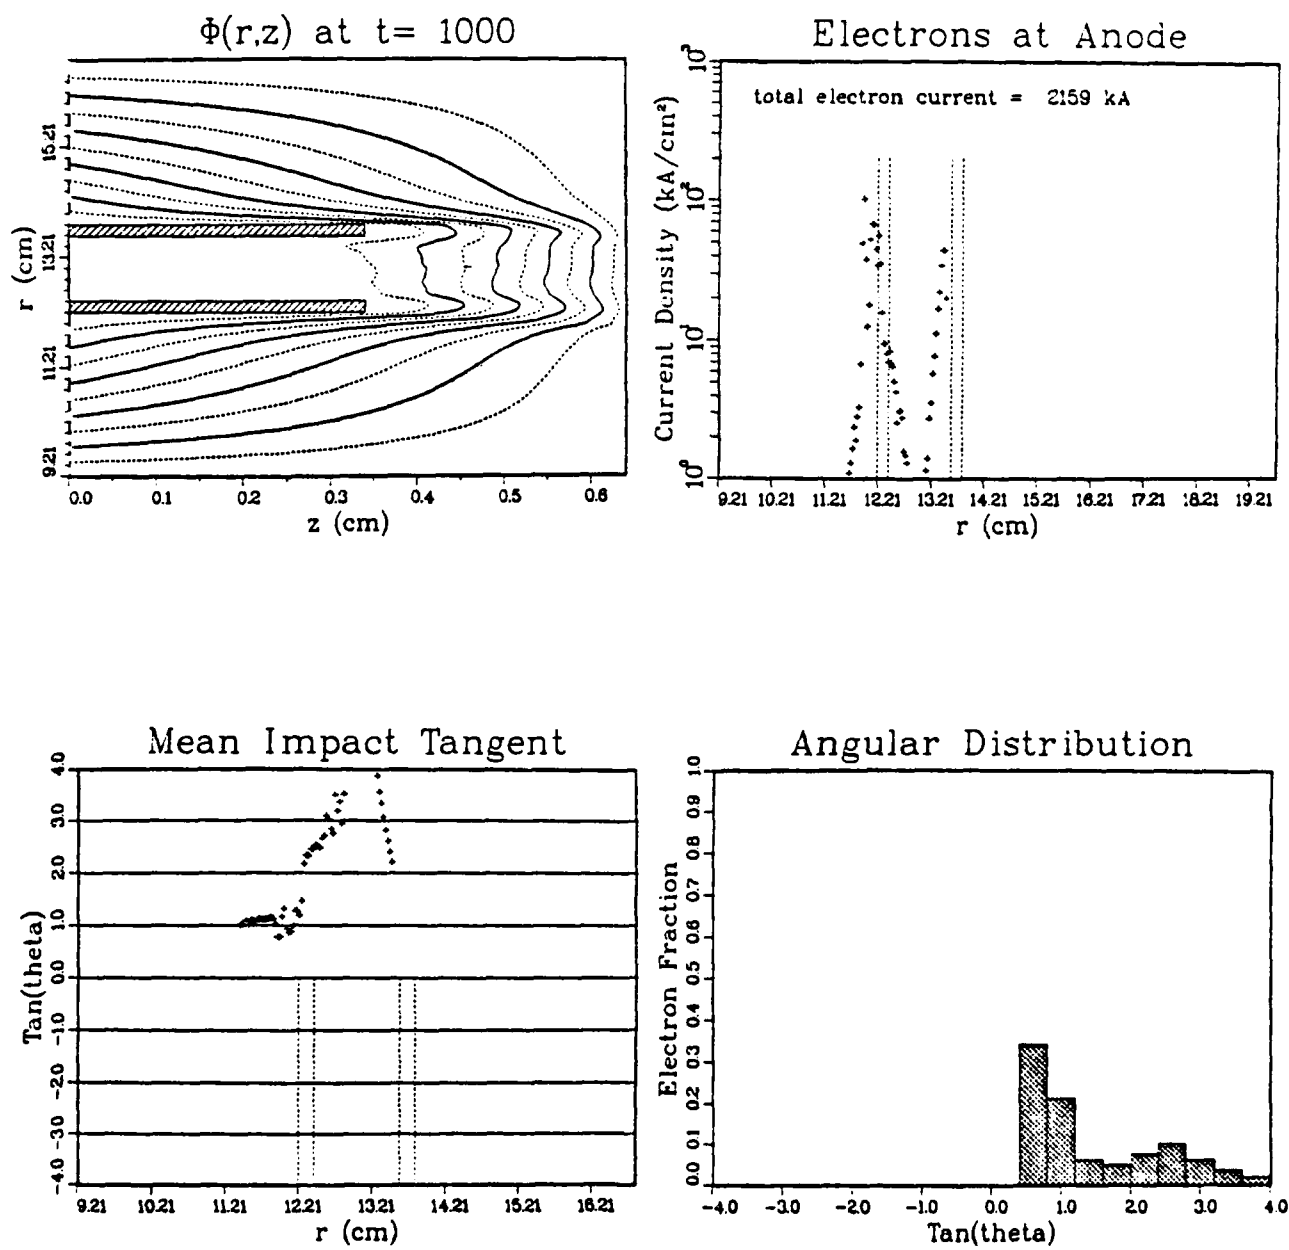 Φ(r,z) at t= 1000
15.21
13.21
11.21
9.21
r (cm)
0.0 0.2 0.3 0.4 0.5 0.6
z (cm)
Electrons at Anode
total electron current = 2159 kA
10³
10²
10¹
10⁰
Current Density (kA/cm²)
9.21 10.21 11.21 12.21 13.21 14.21 15.21 16.21 17.21 18.21 19.21
r (cm)
Mean Impact Tangent
4.0
3.0
2.0
1.0
0.0
-1.0
-2.0
-3.0
-4.0
Tan(theta)
9.21 10.21 11.21 12.21 13.21 14.21 15.21 16.21
r (cm)
Angular Distribution
1.0
0.9
0.8
0.7
0.6
0.5
0.4
0.3
0.2
0.1
0.0
Electron Fraction
-4.0 -3.0 -2.0 -1.0 0.0 1.0 2.0 3.0 4.0
Tan(theta)